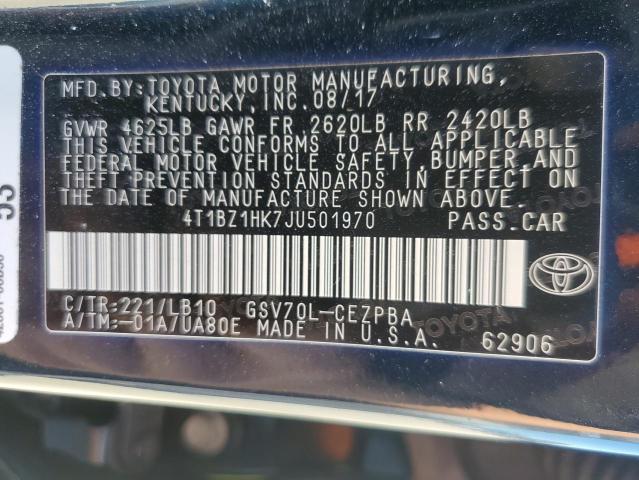 MFD. BY: TOYOTA MOTOR MANUFACTURING,
KENTUCKY, INC. 08/17
GVWR 4625LB GAWR FR 2620LB RR 2420LB
THIS VEHICLE CONFORMS TO ALL APPLICABLE
FEDERAL MOTOR VEHICLE SAFETY, BUMPER, AND
THEFT PREVENTION STANDARDS IN EFFECT ON
THE DATE OF MANUFACTURE SHOWN ABOVE.
4T1BZ1HK7JU501970 PASS.CAR
C/TR:221/LB10 GSV70L-CEZPBA
A/TM:-01A/UA80E MADE IN U.S.A. 62906
TOYOTA